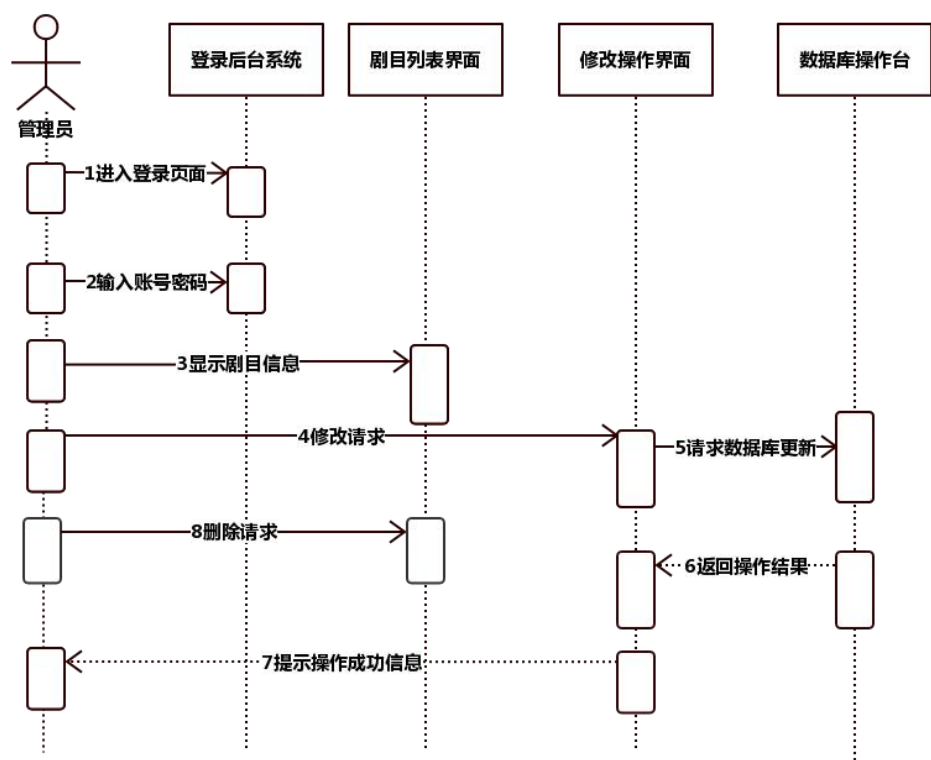 登录后台系统
剧目列表界面
修改操作界面
数据库操作台
管理员
1进入登录页面
2输入账号密码
3显示剧目信息
4修改请求
5请求数据库更新
8删除请求
6返回操作结果
7提示操作成功信息